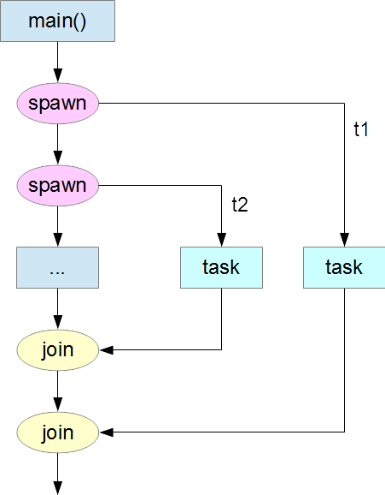 main()
spawn
t1
spawn
t2
...
task
task
join
join